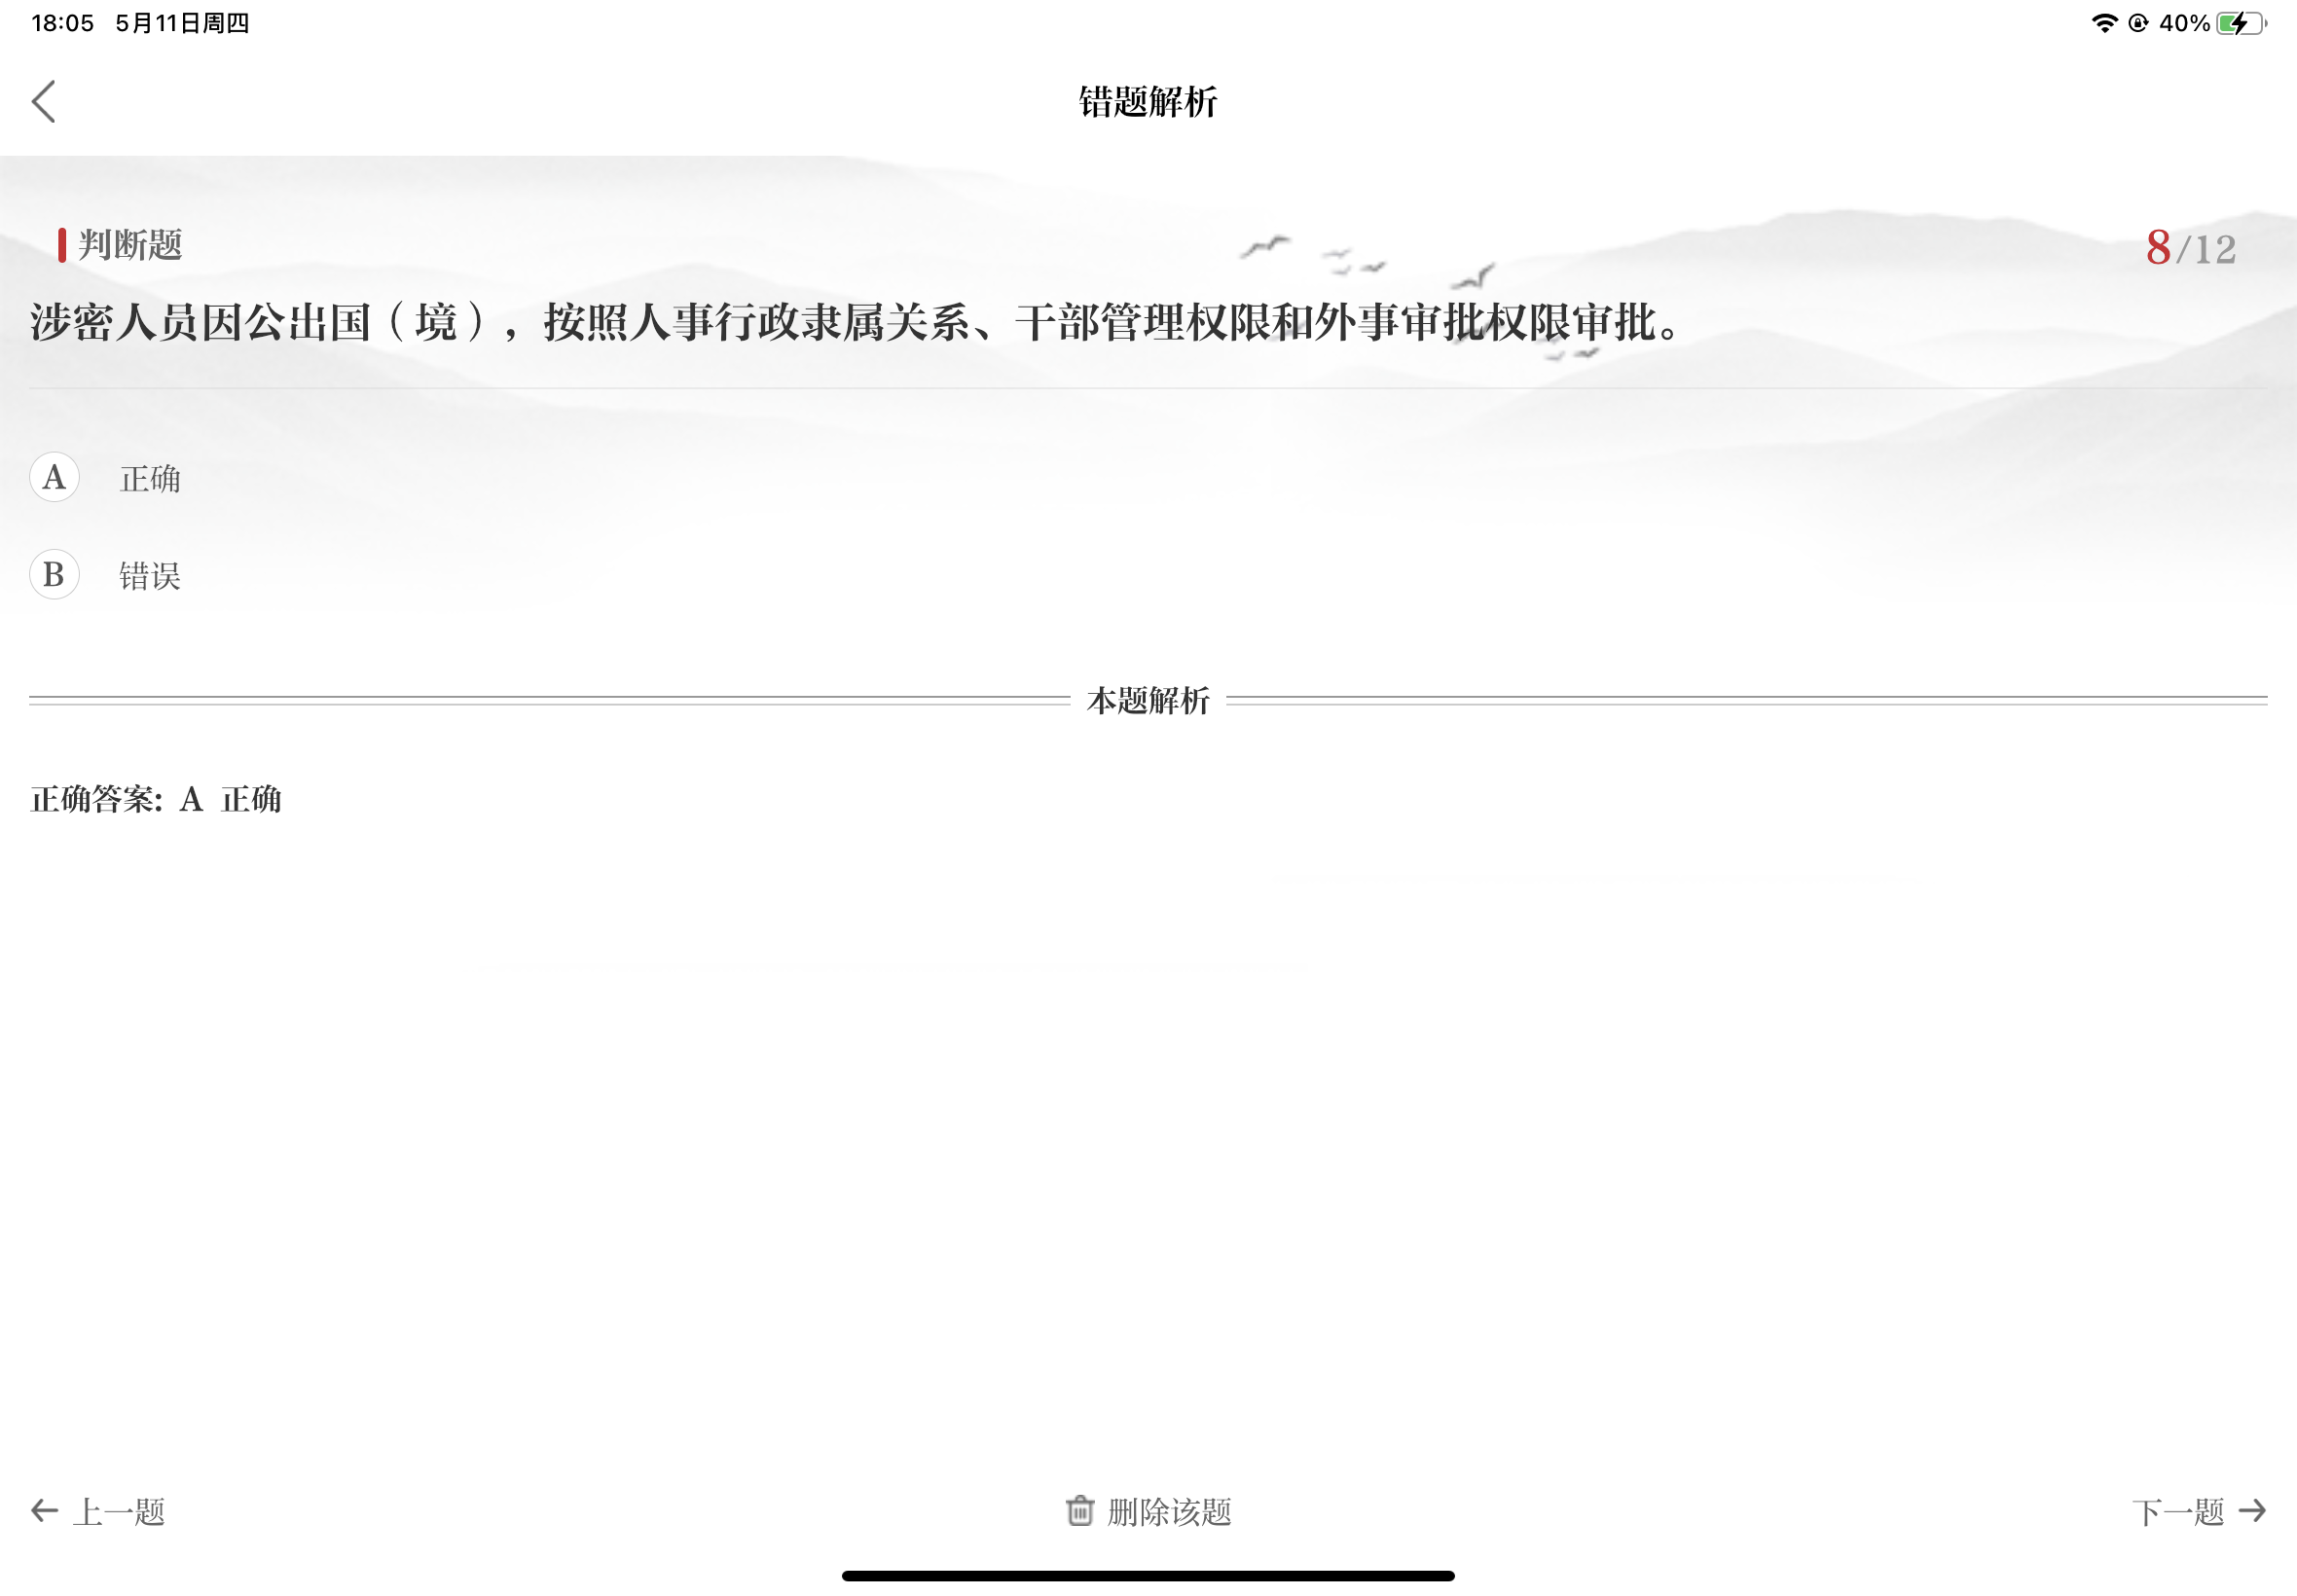 18:05 5月11日周四
40%
错题解析
判断题
8/12
涉密人员因公出国（境），按照人事行政隶属关系、干部管理权限和外事审批权限审批。
A 正确
B 错误
本题解析
正确答案: A 正确
上一题 删除该题 下一题